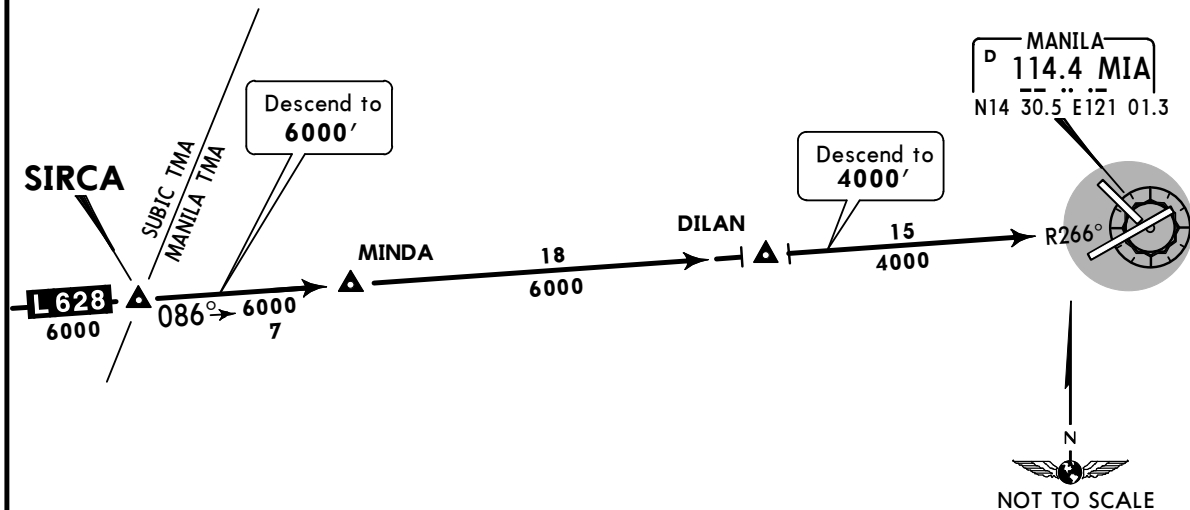 MANILA
D 114.4 MIA
N14 30.5 E121 01.3
Descend to
6000'
SUBIC TMA
MANILA TMA
SIRCA
Descend to
4000'
DILAN
15
4000
R266°
MINDA
18
6000
L 628
6000
086°
6000
7
N
NOT TO SCALE